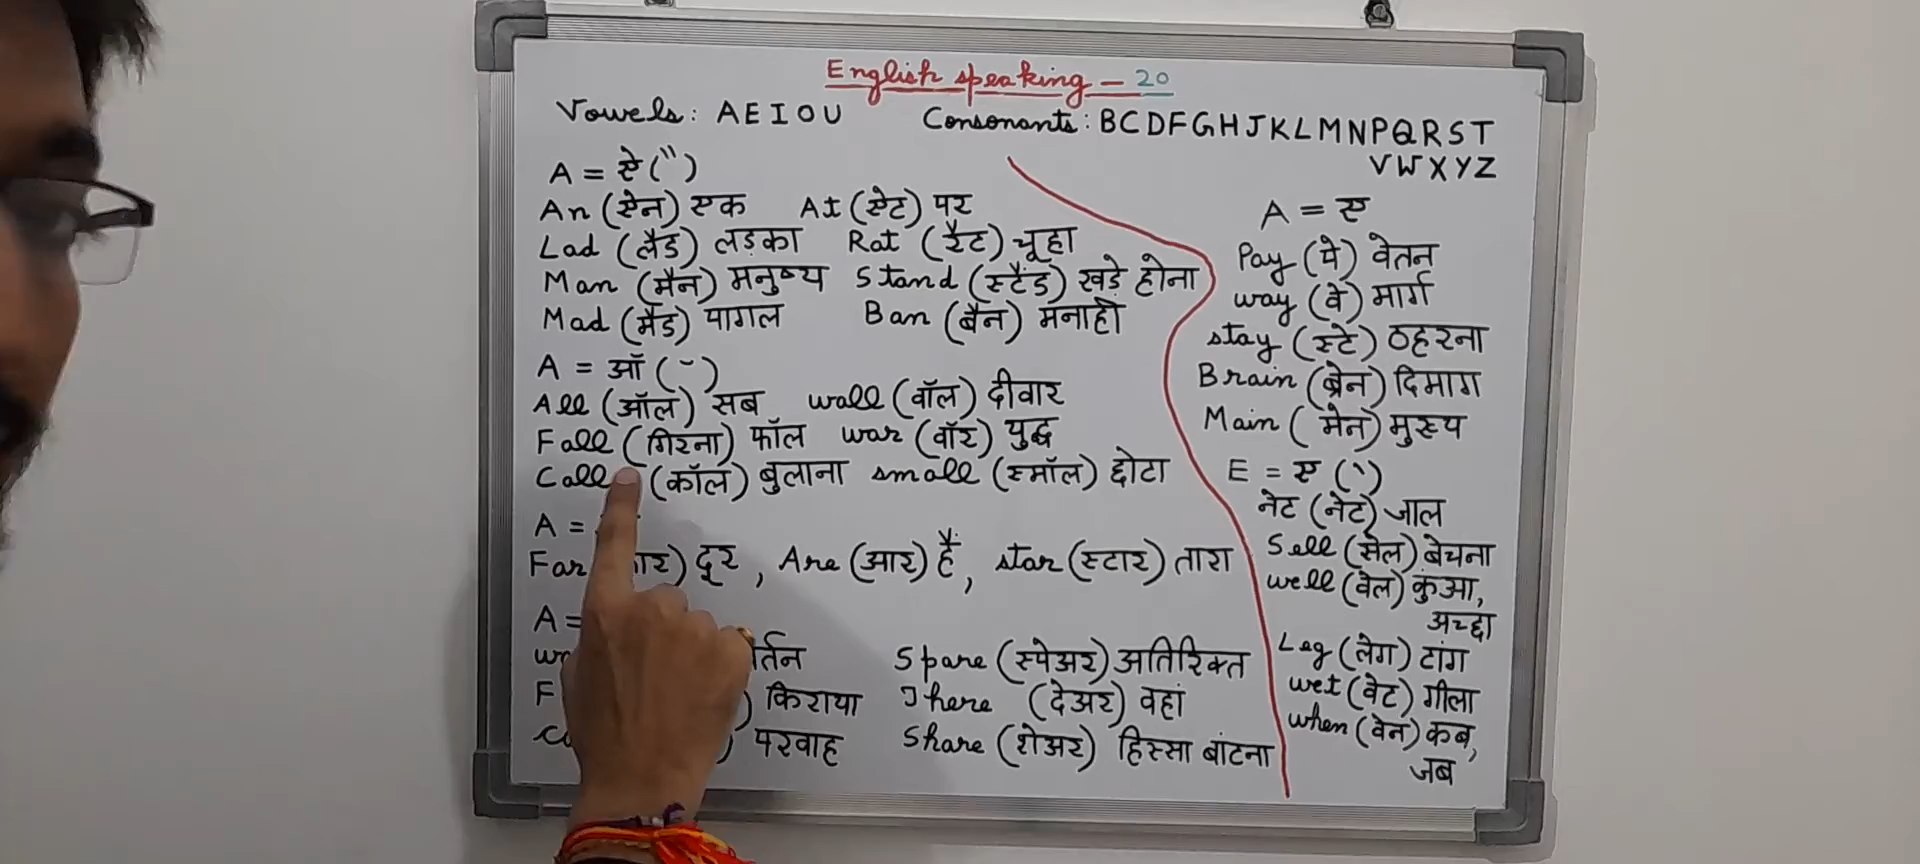 English speaking - 20
Vowels: A E I O U
Consonants: B C D F G H J K L M N P Q R S T
V W X Y Z
A = ऐ (ै)
An (ऐन) एक At (ऐट) पर
Lad (लैड) लड़का Rat (रैट) चूहा
Man (मैन) मनुष्य Stand (स्टैंड) खड़े होना
Mad (मैड) पागल Ban (बैन) मनाही
A = ऑ (ॅ)
All (ऑल) सब wall (वॉल) दीवार
Fall (गिरना) फॉल war (वॉर) युद्ध
Call (कॉल) बुलाना small (स्मॉल) छोटा
A =
Far दूर , Are (आर) हैं, star (स्टार) तारा
A =
Spare (स्पेअर) अतिरिक्त
किराया There (देअर) वहां
परवाह Share (शेअर) हिस्सा बांटना
A = ए
Pay (पे) वेतन
way (वे) मार्ग
stay (स्टे) ठहरना
Brain (ब्रेन) दिमाग
Main (मेन) मुख्य
E = ए (े)
नेट (नेट) जाल
Sell (सेल) बेचना
well (वेल) कुंआ,
अच्छा
Leg (लेग) टांग
wet (वेट) गीला
when (वेन) कब,
जब